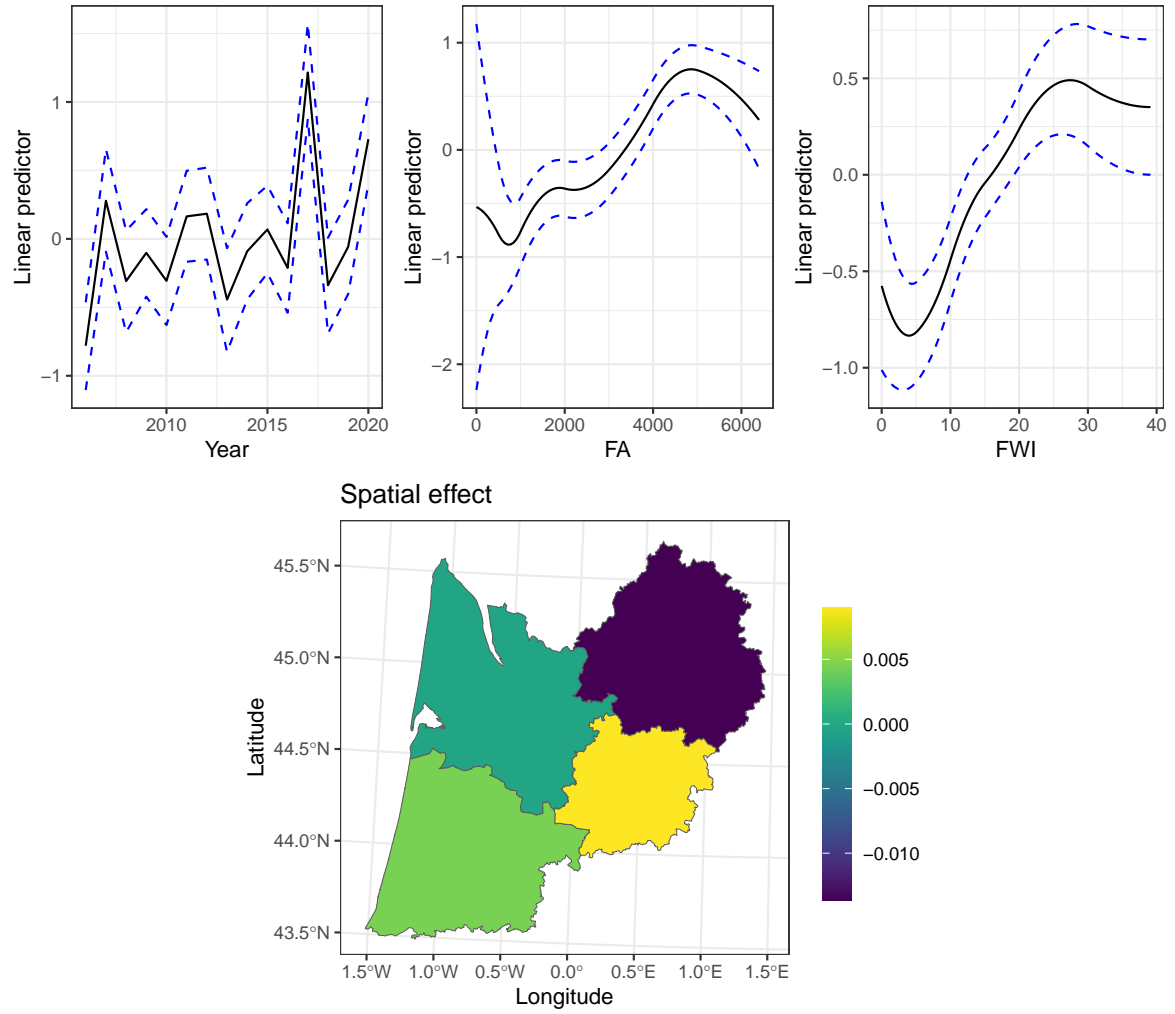 1
0
−1
Linear predictor
2010
2015
2020
Year
1
0
−1
−2
Linear predictor
0
2000
4000
6000
FA
0.5
0.0
−0.5
−1.0
Linear predictor
0
10
20
30
40
FWI
Spatial effect
45.5°N
45.0°N
44.5°N
44.0°N
43.5°N
Latitude
1.5°W
1.0°W
0.5°W
0.0°
0.5°E
1.0°E
1.5°E
Longitude
0.005
0.000
−0.005
−0.010